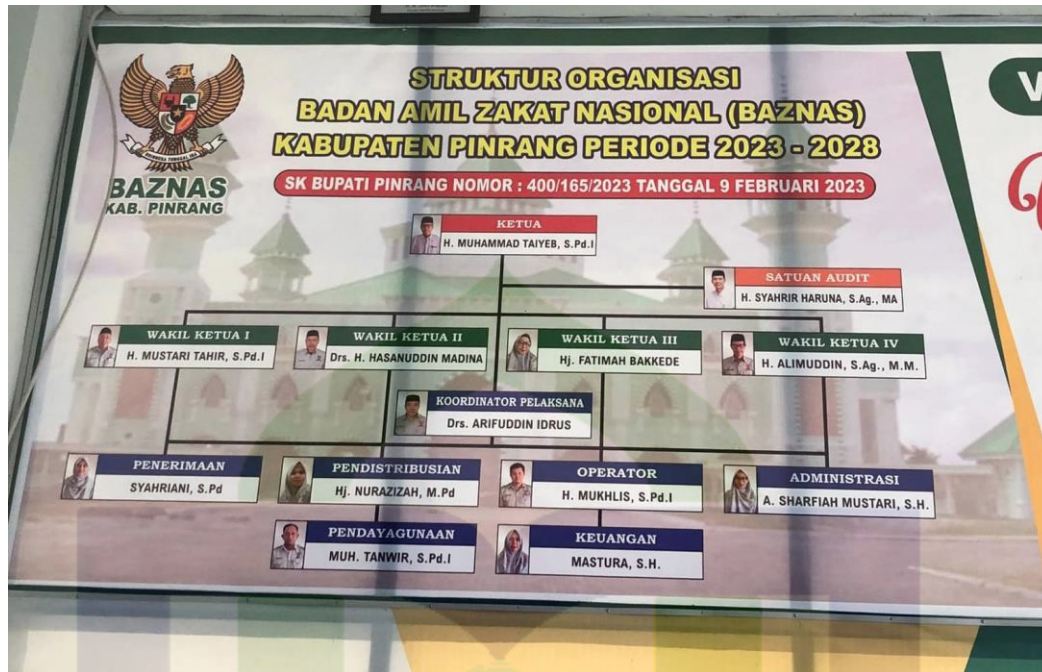 STRUKTUR ORGANISASI
BADAN AMIL ZAKAT NASIONAL (BAZNAS)
KABUPATEN PINRANG PERIODE 2023 - 2028
SK BUPATI PINRANG NOMOR : 400/165/2023 TANGGAL 9 FEBRUARI 2023
BAZNAS
KAB. PINRANG
KETUA
H. MUHAMMAD TAIYEB, S.Pd.I
SATUAN AUDIT
H. SYAHRIR HARUNA, S.Ag., MA
WAKIL KETUA I
H. MUSTARI TAHIR, S.Pd.I
WAKIL KETUA II
Drs. H. HASANUDDIN MADINA
WAKIL KETUA III
Hj. FATIMAH BAKKEDE
WAKIL KETUA IV
H. ALIMUDDIN, S.Ag., M.M.
KOORDINATOR PELAKSANA
Drs. ARIFUDDIN IDRUS
PENERIMAAN
SYAHRIANI, S.Pd
PENDISTRIBUSIAN
Hj. NURAZIZAH, M.Pd
OPERATOR
H. MUKHLIS, S.Pd.I
ADMINISTRASI
A. SHARFIAH MUSTARI, S.H.
PENDAYAGUNAAN
MUH. TANWIR, S.Pd.I
KEUANGAN
MASTURA, S.H.
V